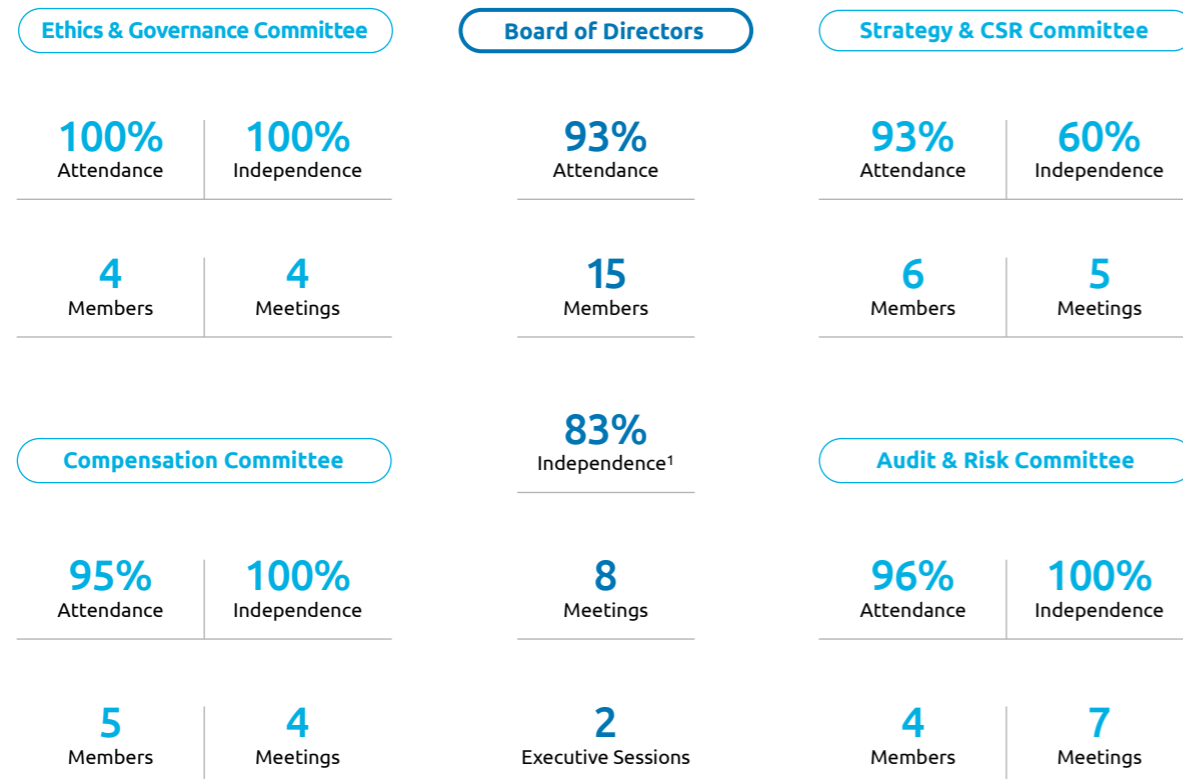 Ethics & Governance Committee
100%
Attendance
100%
Independence
4
Members
4
Meetings
Compensation Committee
95%
Attendance
100%
Independence
5
Members
4
Meetings
Board of Directors
93%
Attendance
15
Members
83%
Independence¹
8
Meetings
2
Executive Sessions
Strategy & CSR Committee
93%
Attendance
60%
Independence
6
Members
5
Meetings
Audit & Risk Committee
96%
Attendance
100%
Independence
4
Members
7
Meetings